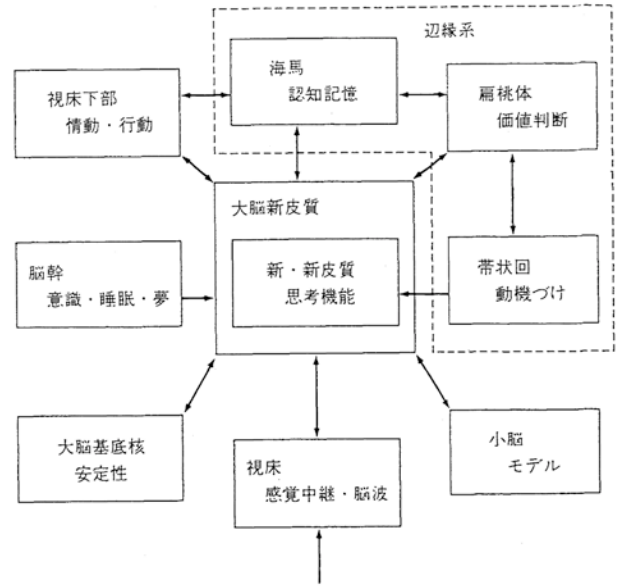 辺縁系
海馬
認知記憶
視床下部
情動・行動
扁桃体
価値判断
大脳新皮質
新・新皮質
思考機能
脳幹
意識・睡眠・夢
帯状回
動機づけ
大脳基底核
安定性
視床
感覚中継・脳波
小脳
モデル